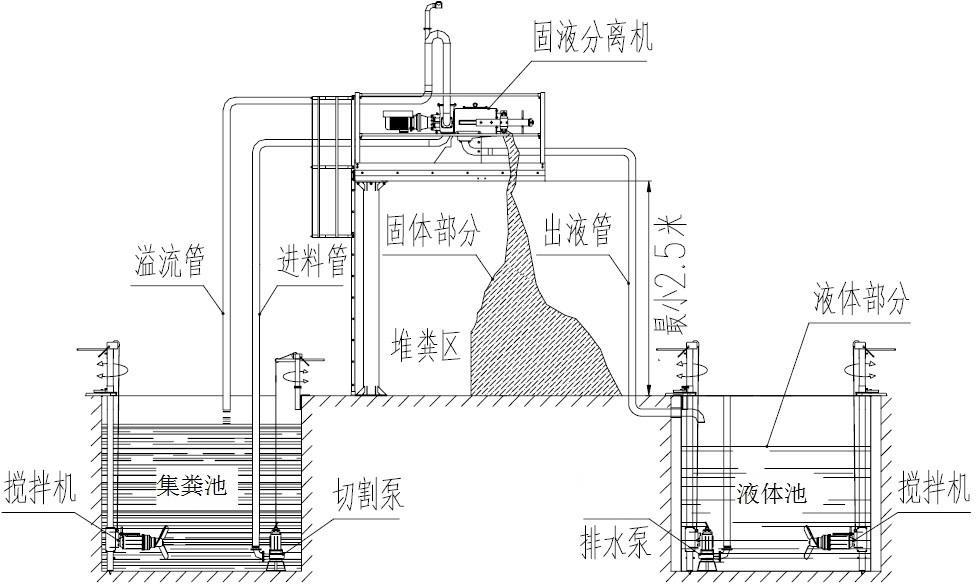 固液分离机
溢流管
进料管
固体部分
出液管
最小2.5米
液体部分
堆粪区
搅拌机
集粪池
切割泵
排水泵
液体池
搅拌机